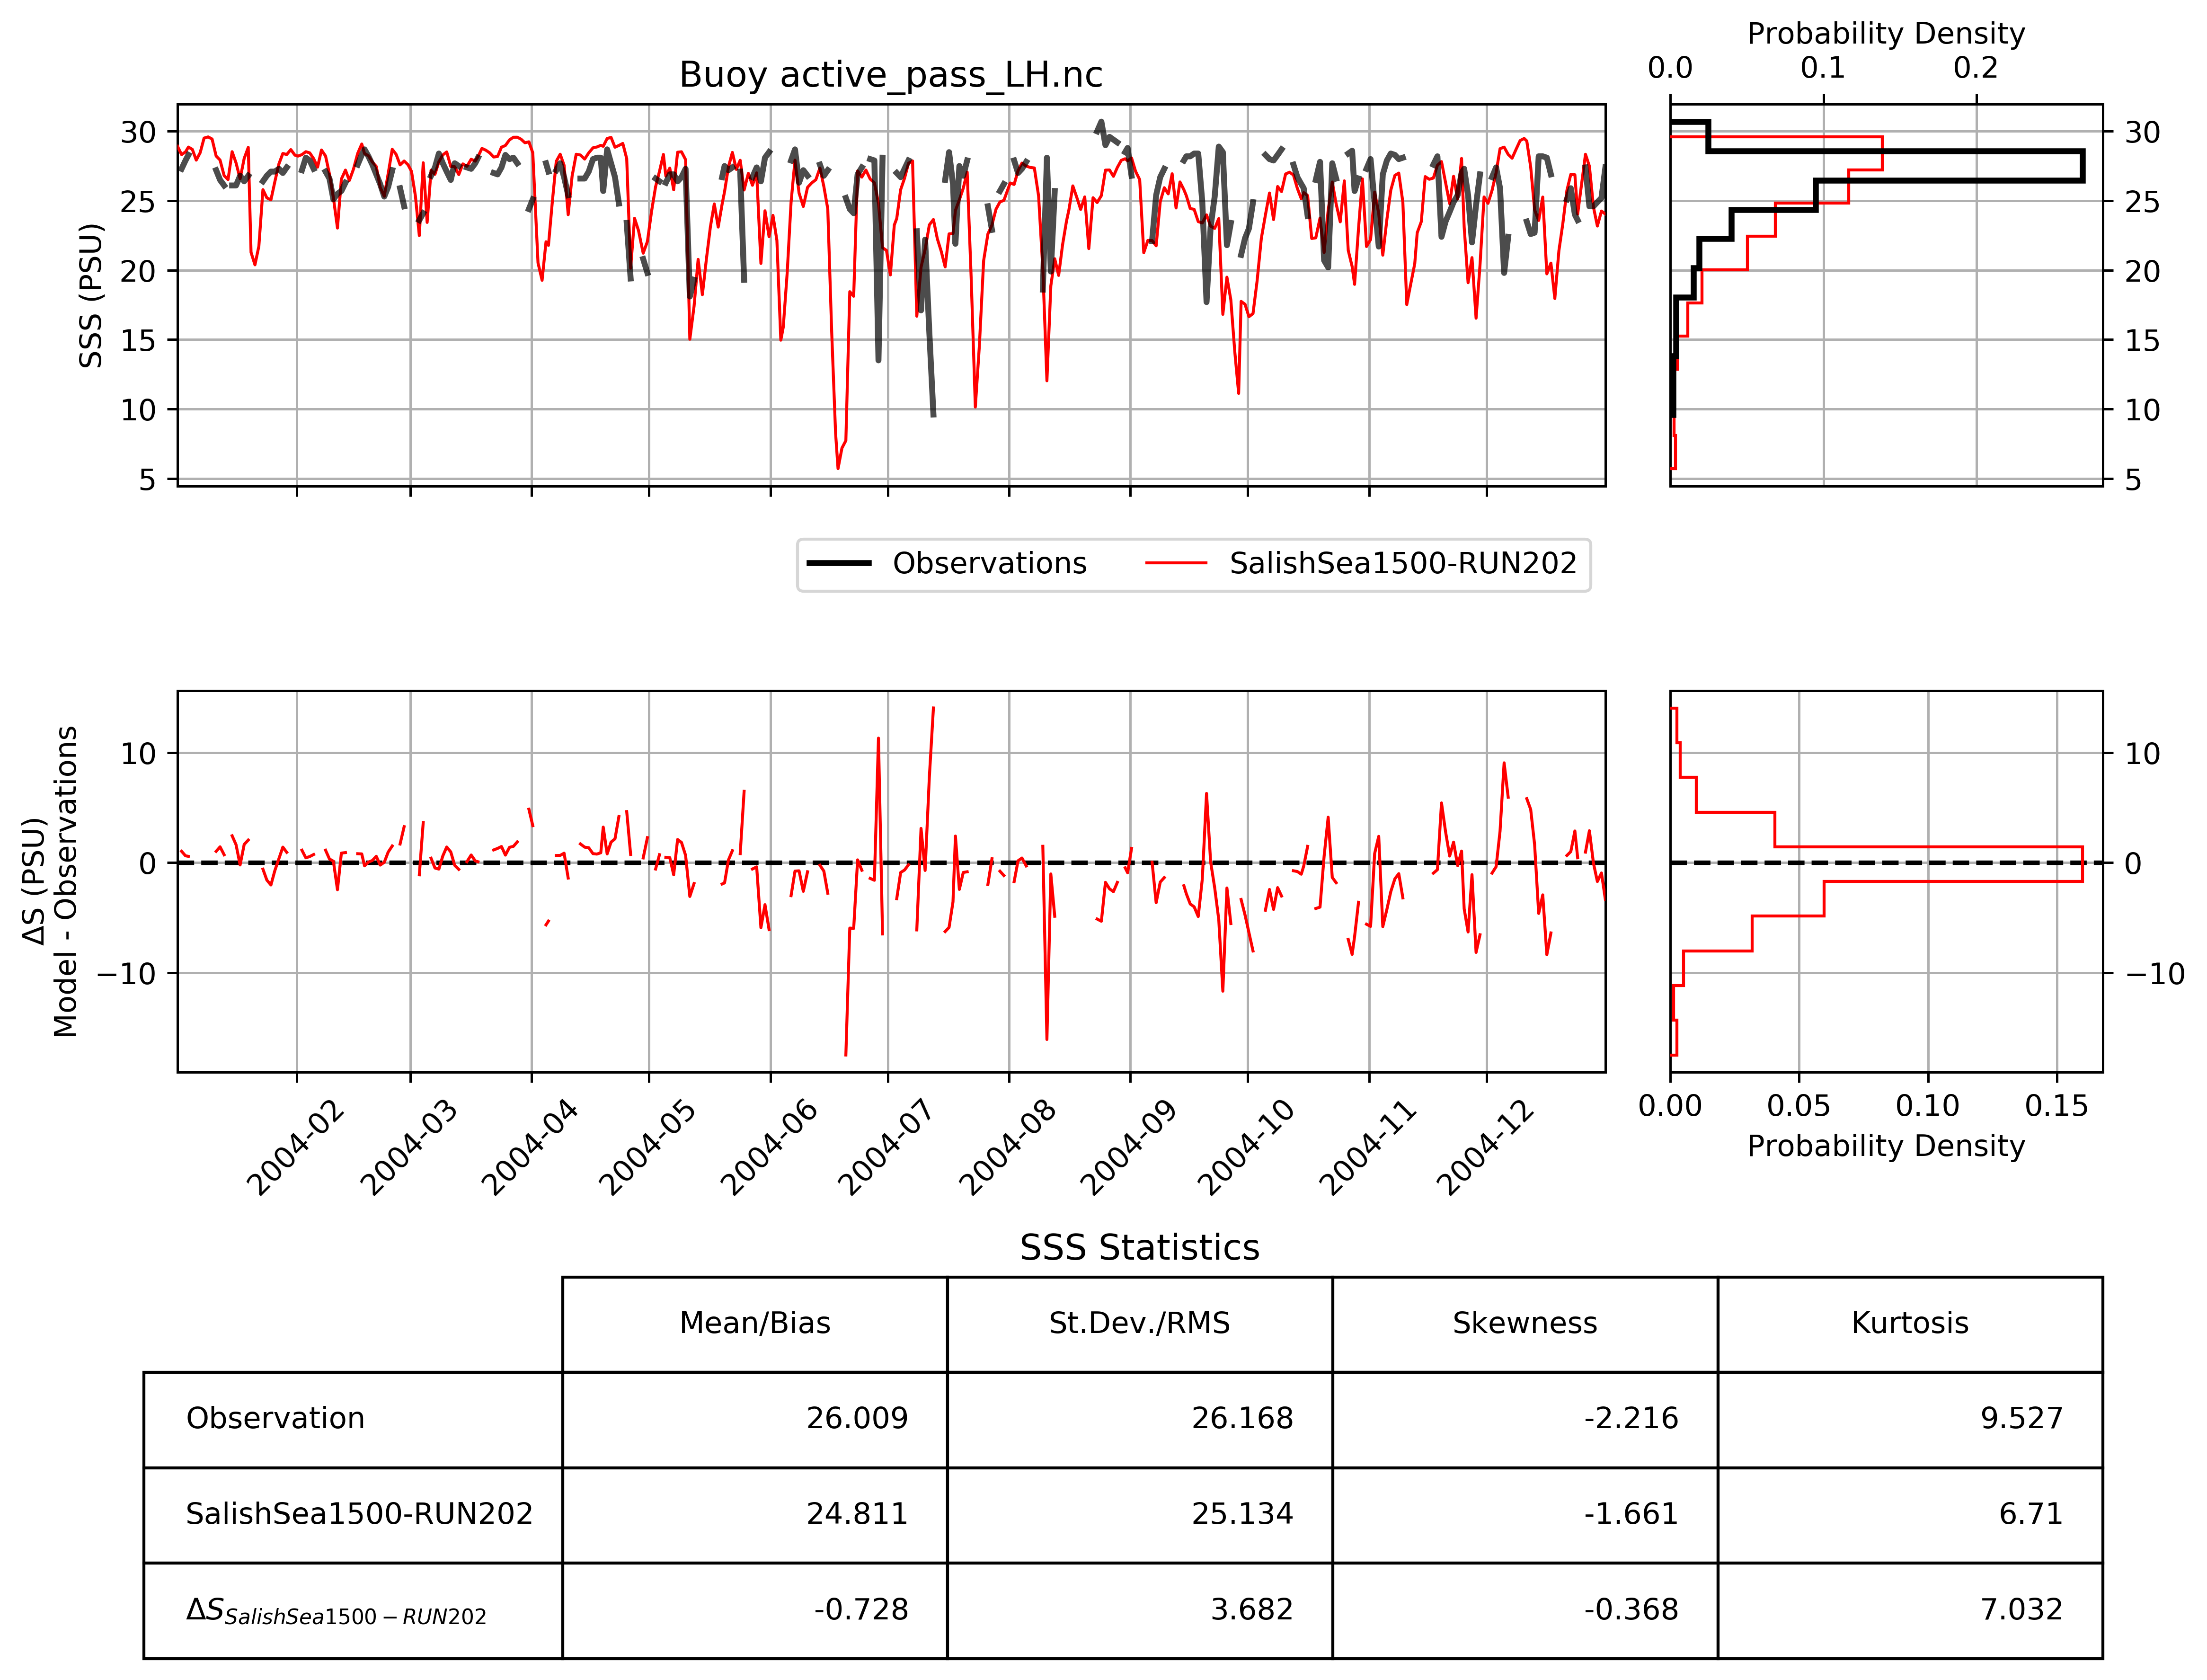 Probability Density
0.0 0.1 0.2
Buoy active_pass_LH.nc
30
25
20
15
10
5
SSS (PSU)
30
25
20
15
10
5
Observations SalishSea1500-RUN202
10
0
−10
ΔS (PSU)
Model - Observations
10
0
−10
2004-02 2004-03 2004-04 2004-05 2004-06 2004-07 2004-08 2004-09 2004-10 2004-11 2004-12
0.00 0.05 0.10 0.15
Probability Density
SSS Statistics
Mean/Bias St.Dev./RMS Skewness Kurtosis
Observation 26.009 26.168 -2.216 9.527
SalishSea1500-RUN202 24.811 25.134 -1.661 6.71
ΔS SalishSea1500−RUN202 -0.728 3.682 -0.368 7.032